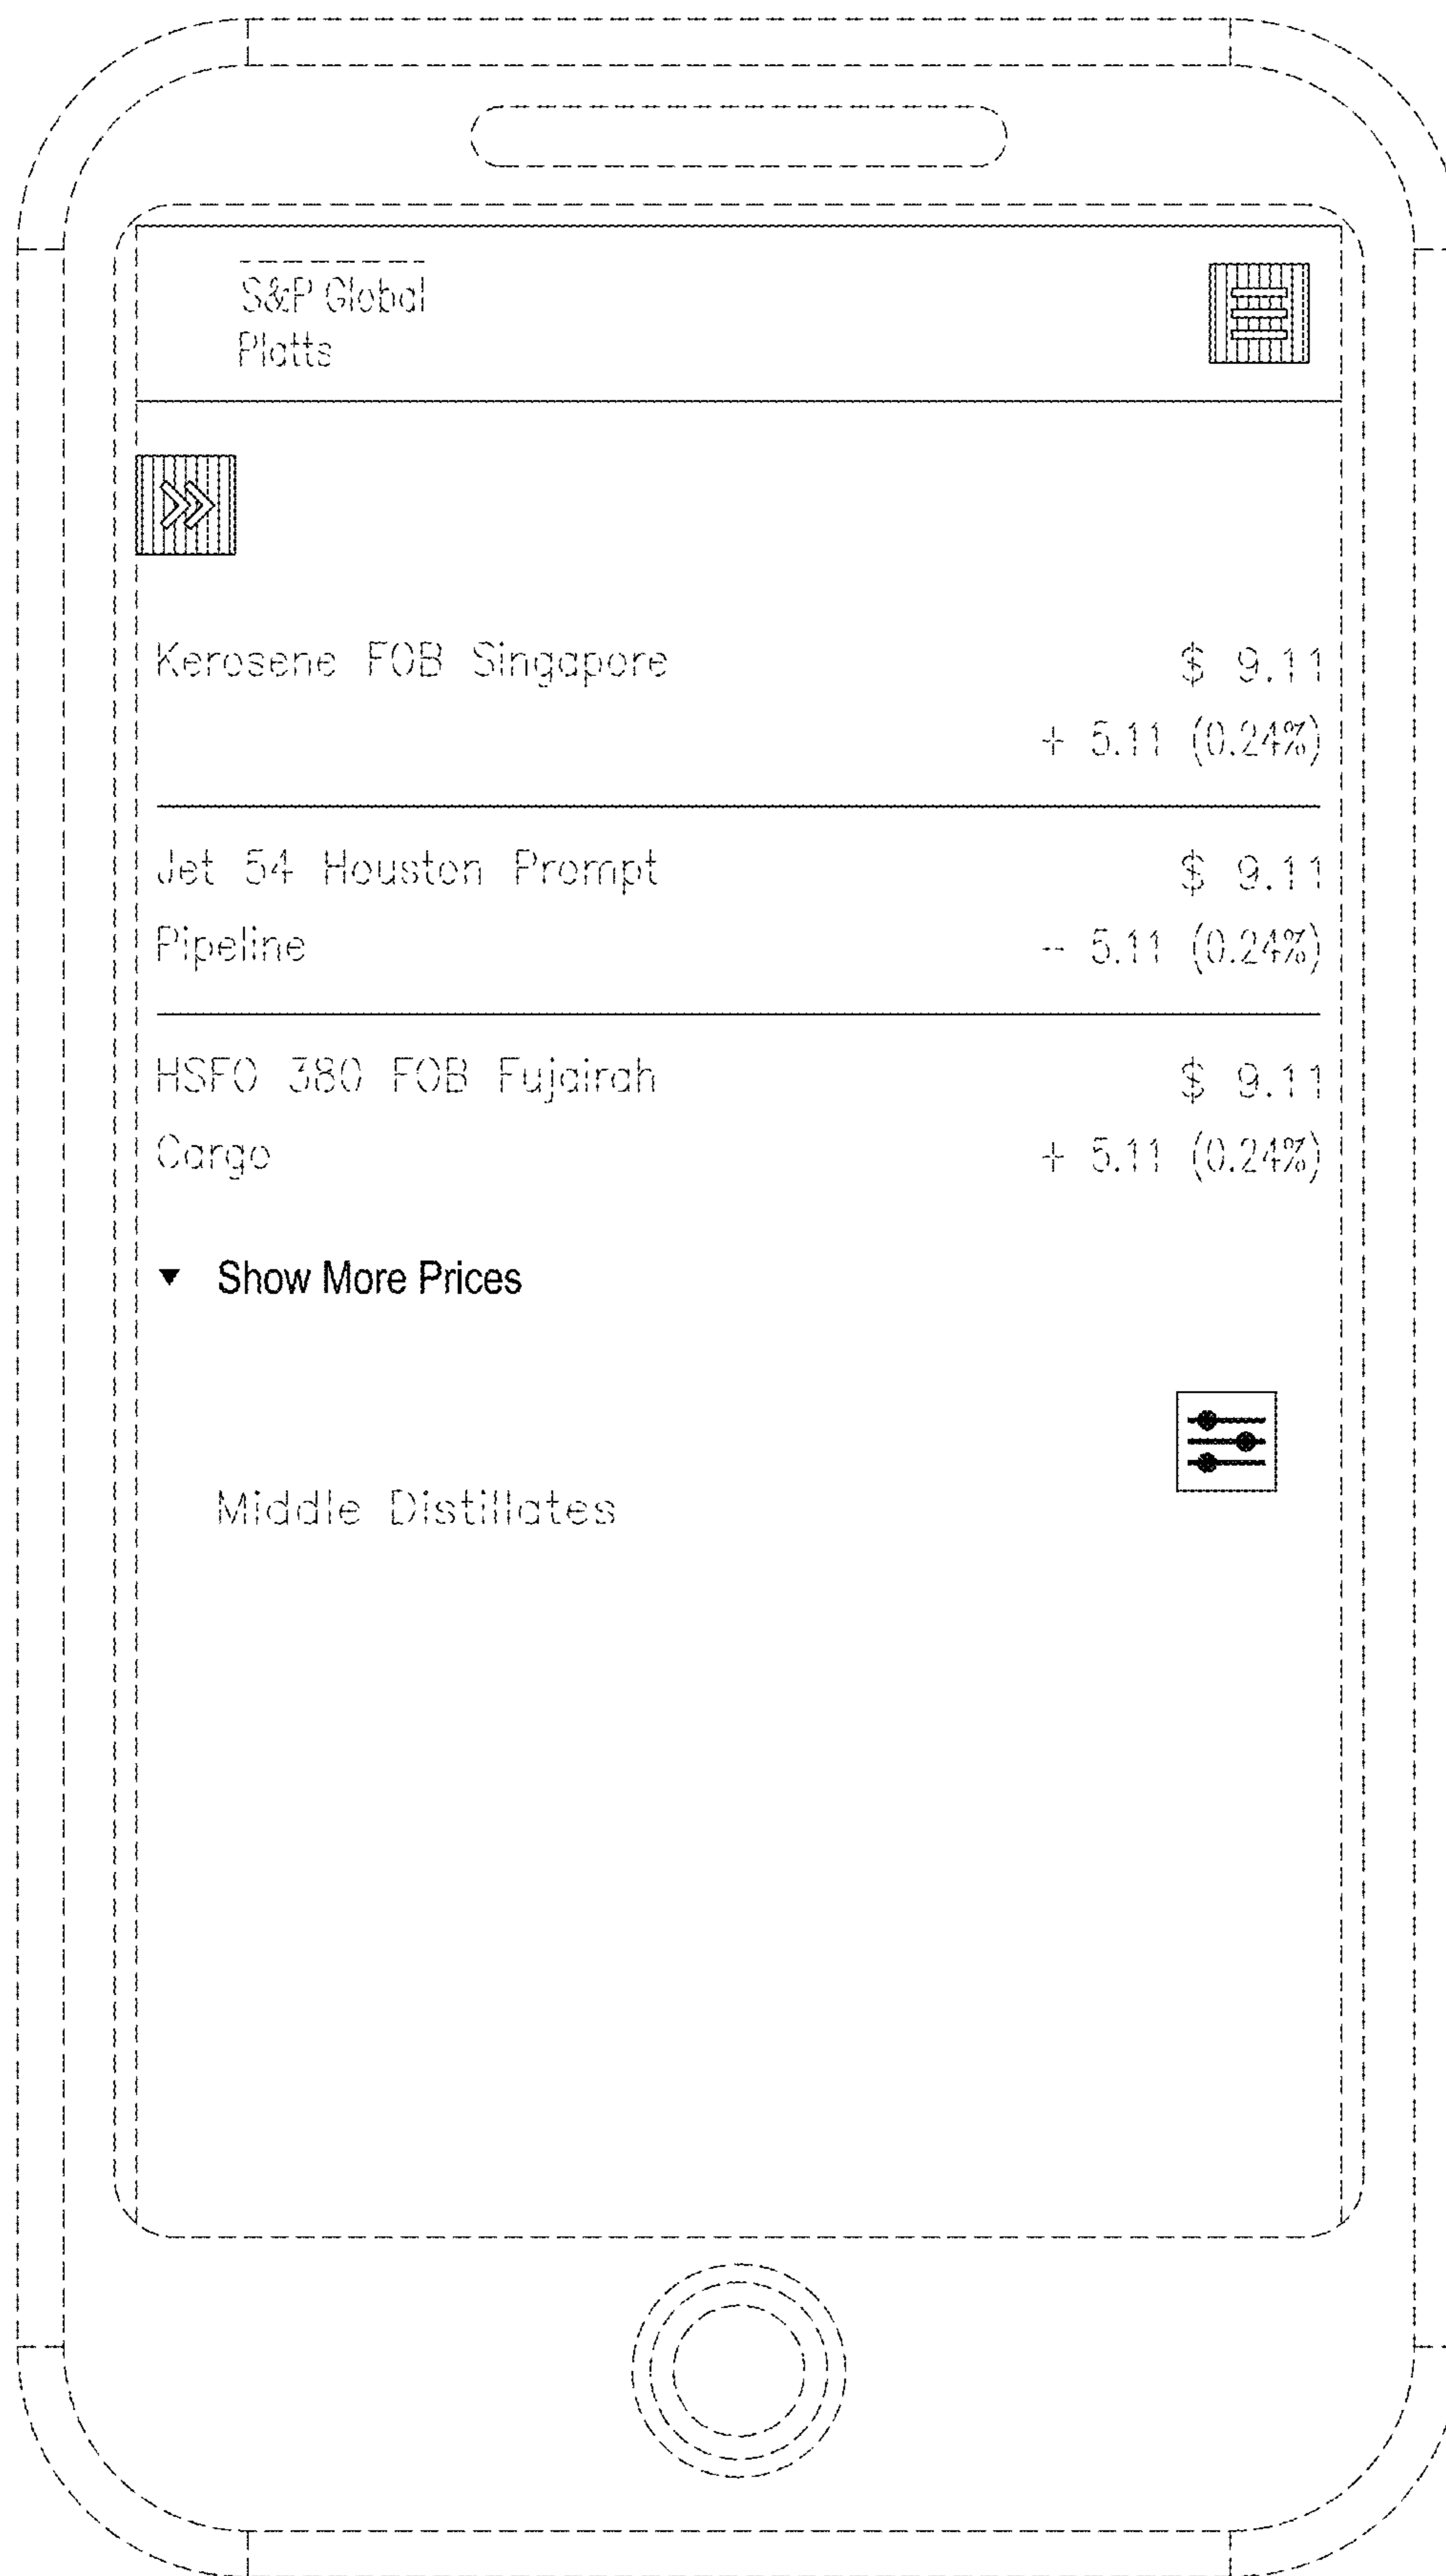 S&P Global
Platts
Kerosene FOB Singapore $ 9.11
+ 5.11 (0.24%)
Jet 54 Houston Prompt $ 9.11
Pipeline - 5.11 (0.24%)
HSFO 380 FOB Fujairah $ 9.11
Cargo + 5.11 (0.24%)
Show More Prices
Middle Distillates